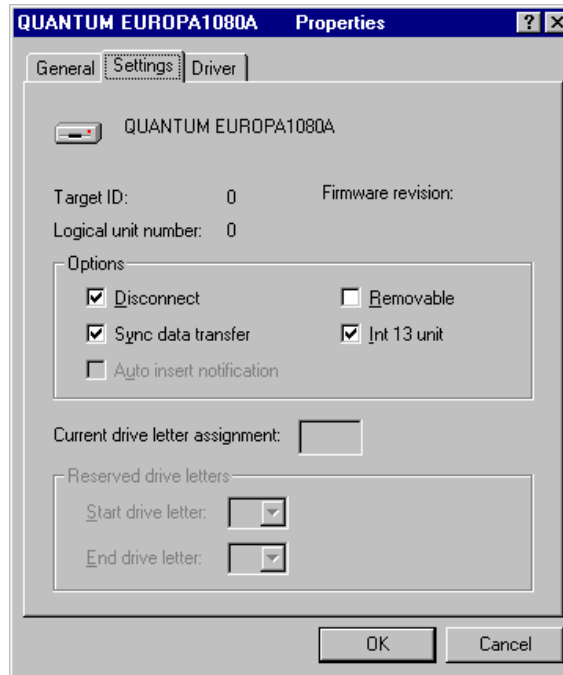 QUANTUM EUROPA1080A Properties ? X
General Settings Driver
QUANTUM EUROPA1080A
Target ID: 0 Firmware revision:
Logical unit number: 0
Options
Disconnect Removable
Sync data transfer Int 13 unit
Auto insert notification
Current drive letter assignment:
Reserved drive letters
Start drive letter:
End drive letter:
OK Cancel